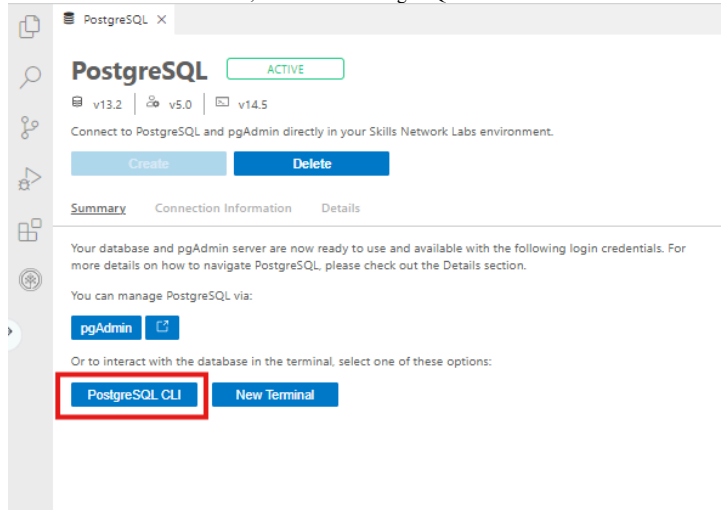 PostgreSQL
PostgreSQL ACTIVE
v13.2 v5.0 v14.5
Connect to PostgreSQL and pgAdmin directly in your Skills Network Labs environment.
Create Delete
Summary Connection Information Details
Your database and pgAdmin server are now ready to use and available with the following login credentials. For
more details on how to navigate PostgreSQL, please check out the Details section.
You can manage PostgreSQL via:
pgAdmin
Or to interact with the database in the terminal, select one of these options:
PostgreSQL CLI New Terminal